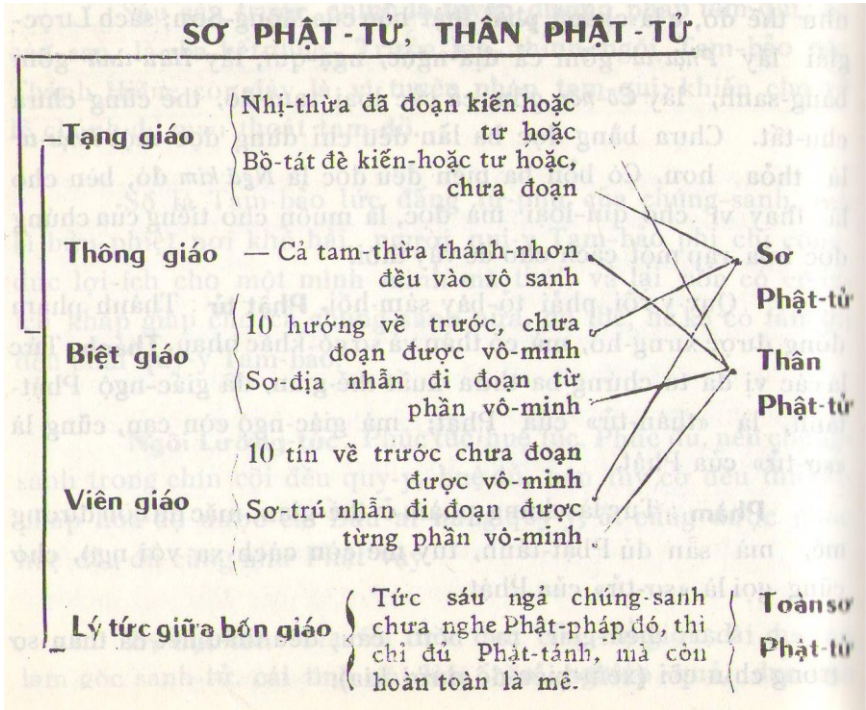 SƠ PHẬT - TỬ, THÂN PHẬT - TỬ
Tạng giáo
Nhị-thừa đã đoạn kiến hoặc
tư hoặc
Bồ-tát đè kiến-hoặc tư hoặc,
chưa đoạn
Thông giáo
— Cả tam thừa thánh-nhơn
đều vào vô sanh
Biệt giáo
10 hướng về trước, chưa
đoạn được vô-minh
Sơ-địa nhẫn đi đoạn từ
phần vô-minh
Viên giáo
10 tín về trước chưa đoạn
được vô-minh
Sơ-trú nhẫn đi đoạn được
từng phần vô-minh.
Sơ
Phật-tử
Thân
Phật-tử
Lý tức giữa bốn giáo
Tức sáu ngả chúng-sanh
chưa nghe Phật-pháp đó, thì
chỉ đủ Phật-tánh, mà còn
hoàn toàn là mê.
Toàn sơ
Phật-tử